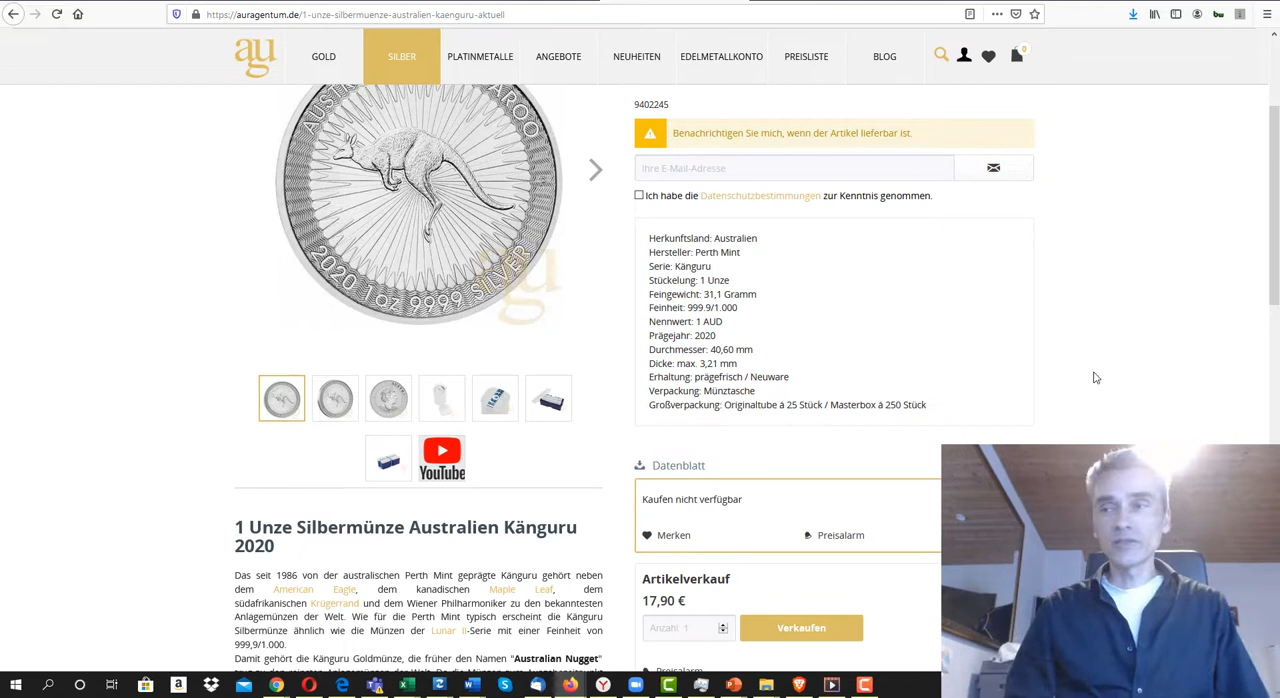 https://auragentum.de/1-unze-silbermuenze-australien-kaenguru-aktuell
au
GOLD
SILBER
PLATINMETALLE
ANGEBOTE
NEUHEITEN
EDELMETALLKONTO
PREISLISTE
BLOG
0
2020 1oz 9999 SILVER
au
9402245
Benachrichtigen Sie mich, wenn der Artikel lieferbar ist.
Ihre E-Mail-Adresse
Ich habe die Datenschutzbestimmungen zur Kenntnis genommen.
Herkunftsland: Australien
Hersteller: Perth Mint
Serie: Känguru
Stückelung: 1 Unze
Feingewicht: 31,1 Gramm
Feinheit: 999.9/1.000
Nennwert: 1 AUD
Prägejahr: 2020
Durchmesser: 40,60 mm
Dicke: max. 3,21 mm
Erhaltung: prägefrisch / Neuware
Verpackung: Münztasche
Großverpackung: Originaltube á 25 Stück / Masterbox á 250 Stück
YouTube
Datenblatt
Kaufen nicht verfügbar
Merken
Preisalarm
Artikelverkauf
17,90 €
Anzahl 1
Verkaufen
Preisalarm
1 Unze Silbermünze Australien Känguru
2020
Das seit 1986 von der australischen Perth Mint geprägte Känguru gehört neben
dem American Eagle, dem kanadischen Maple Leaf, dem
südafrikanischen Krügerrand und dem Wiener Philharmoniker zu den bekanntesten
Anlagemünzen der Welt. Wie für die Perth Mint typisch erscheint die Känguru
Silbermünze ähnlich wie die Münzen der Lunar II-Serie mit einer Feinheit von
999,9/1.000.
Damit gehört die Känguru Goldmünze, die früher den Namen "Australian Nugget"